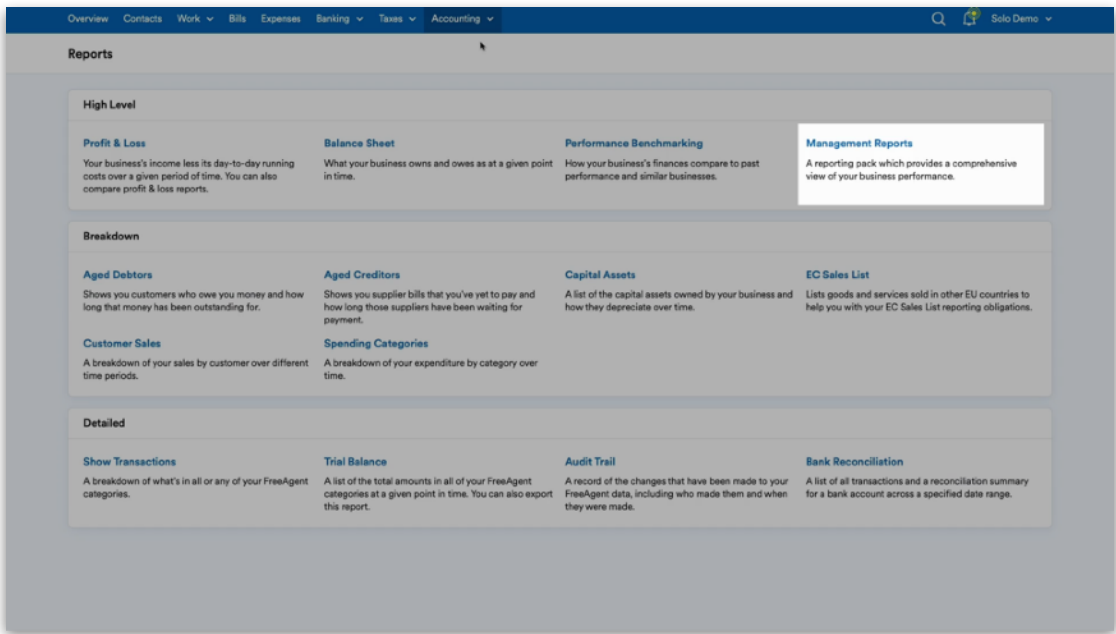 Overview Contacts Work Bills Expenses Banking Taxes Accounting Solo Demo
Reports
High Level
Profit & Loss
Your business's income less its day-to-day running
costs over a given period of time. You can also
compare profit & loss reports.
Balance Sheet
What your business owns and owes as at a given point
in time.
Performance Benchmarking
How your business's finances compare to past
performance and similar businesses.
Management Reports
A reporting pack which provides a comprehensive
view of your business performance.
Breakdown
Aged Debtors
Shows you customers who owe you money and how
long that money has been outstanding for.
Aged Creditors
Shows you supplier bills that you've yet to pay and
how long those suppliers have been waiting for
payment.
Capital Assets
A list of the capital assets owned by your business and
how they depreciate over time.
EC Sales List
Lists goods and services sold in other EU countries to
help you with your EC Sales List reporting obligations.
Customer Sales
A breakdown of your sales by customer over different
time periods.
Spending Categories
A breakdown of your expenditure by category over
time.
Detailed
Show Transactions
A breakdown of what's in all or any of your FreeAgent
categories.
Trial Balance
A list of the total amounts in all of your FreeAgent
categories at a given point in time. You can also export
this report.
Audit Trail
A record of the changes that have been made to your
FreeAgent data, including who made them and when
they were made.
Bank Reconciliation
A list of all transactions and a reconciliation summary
for a bank account across a specified date range.